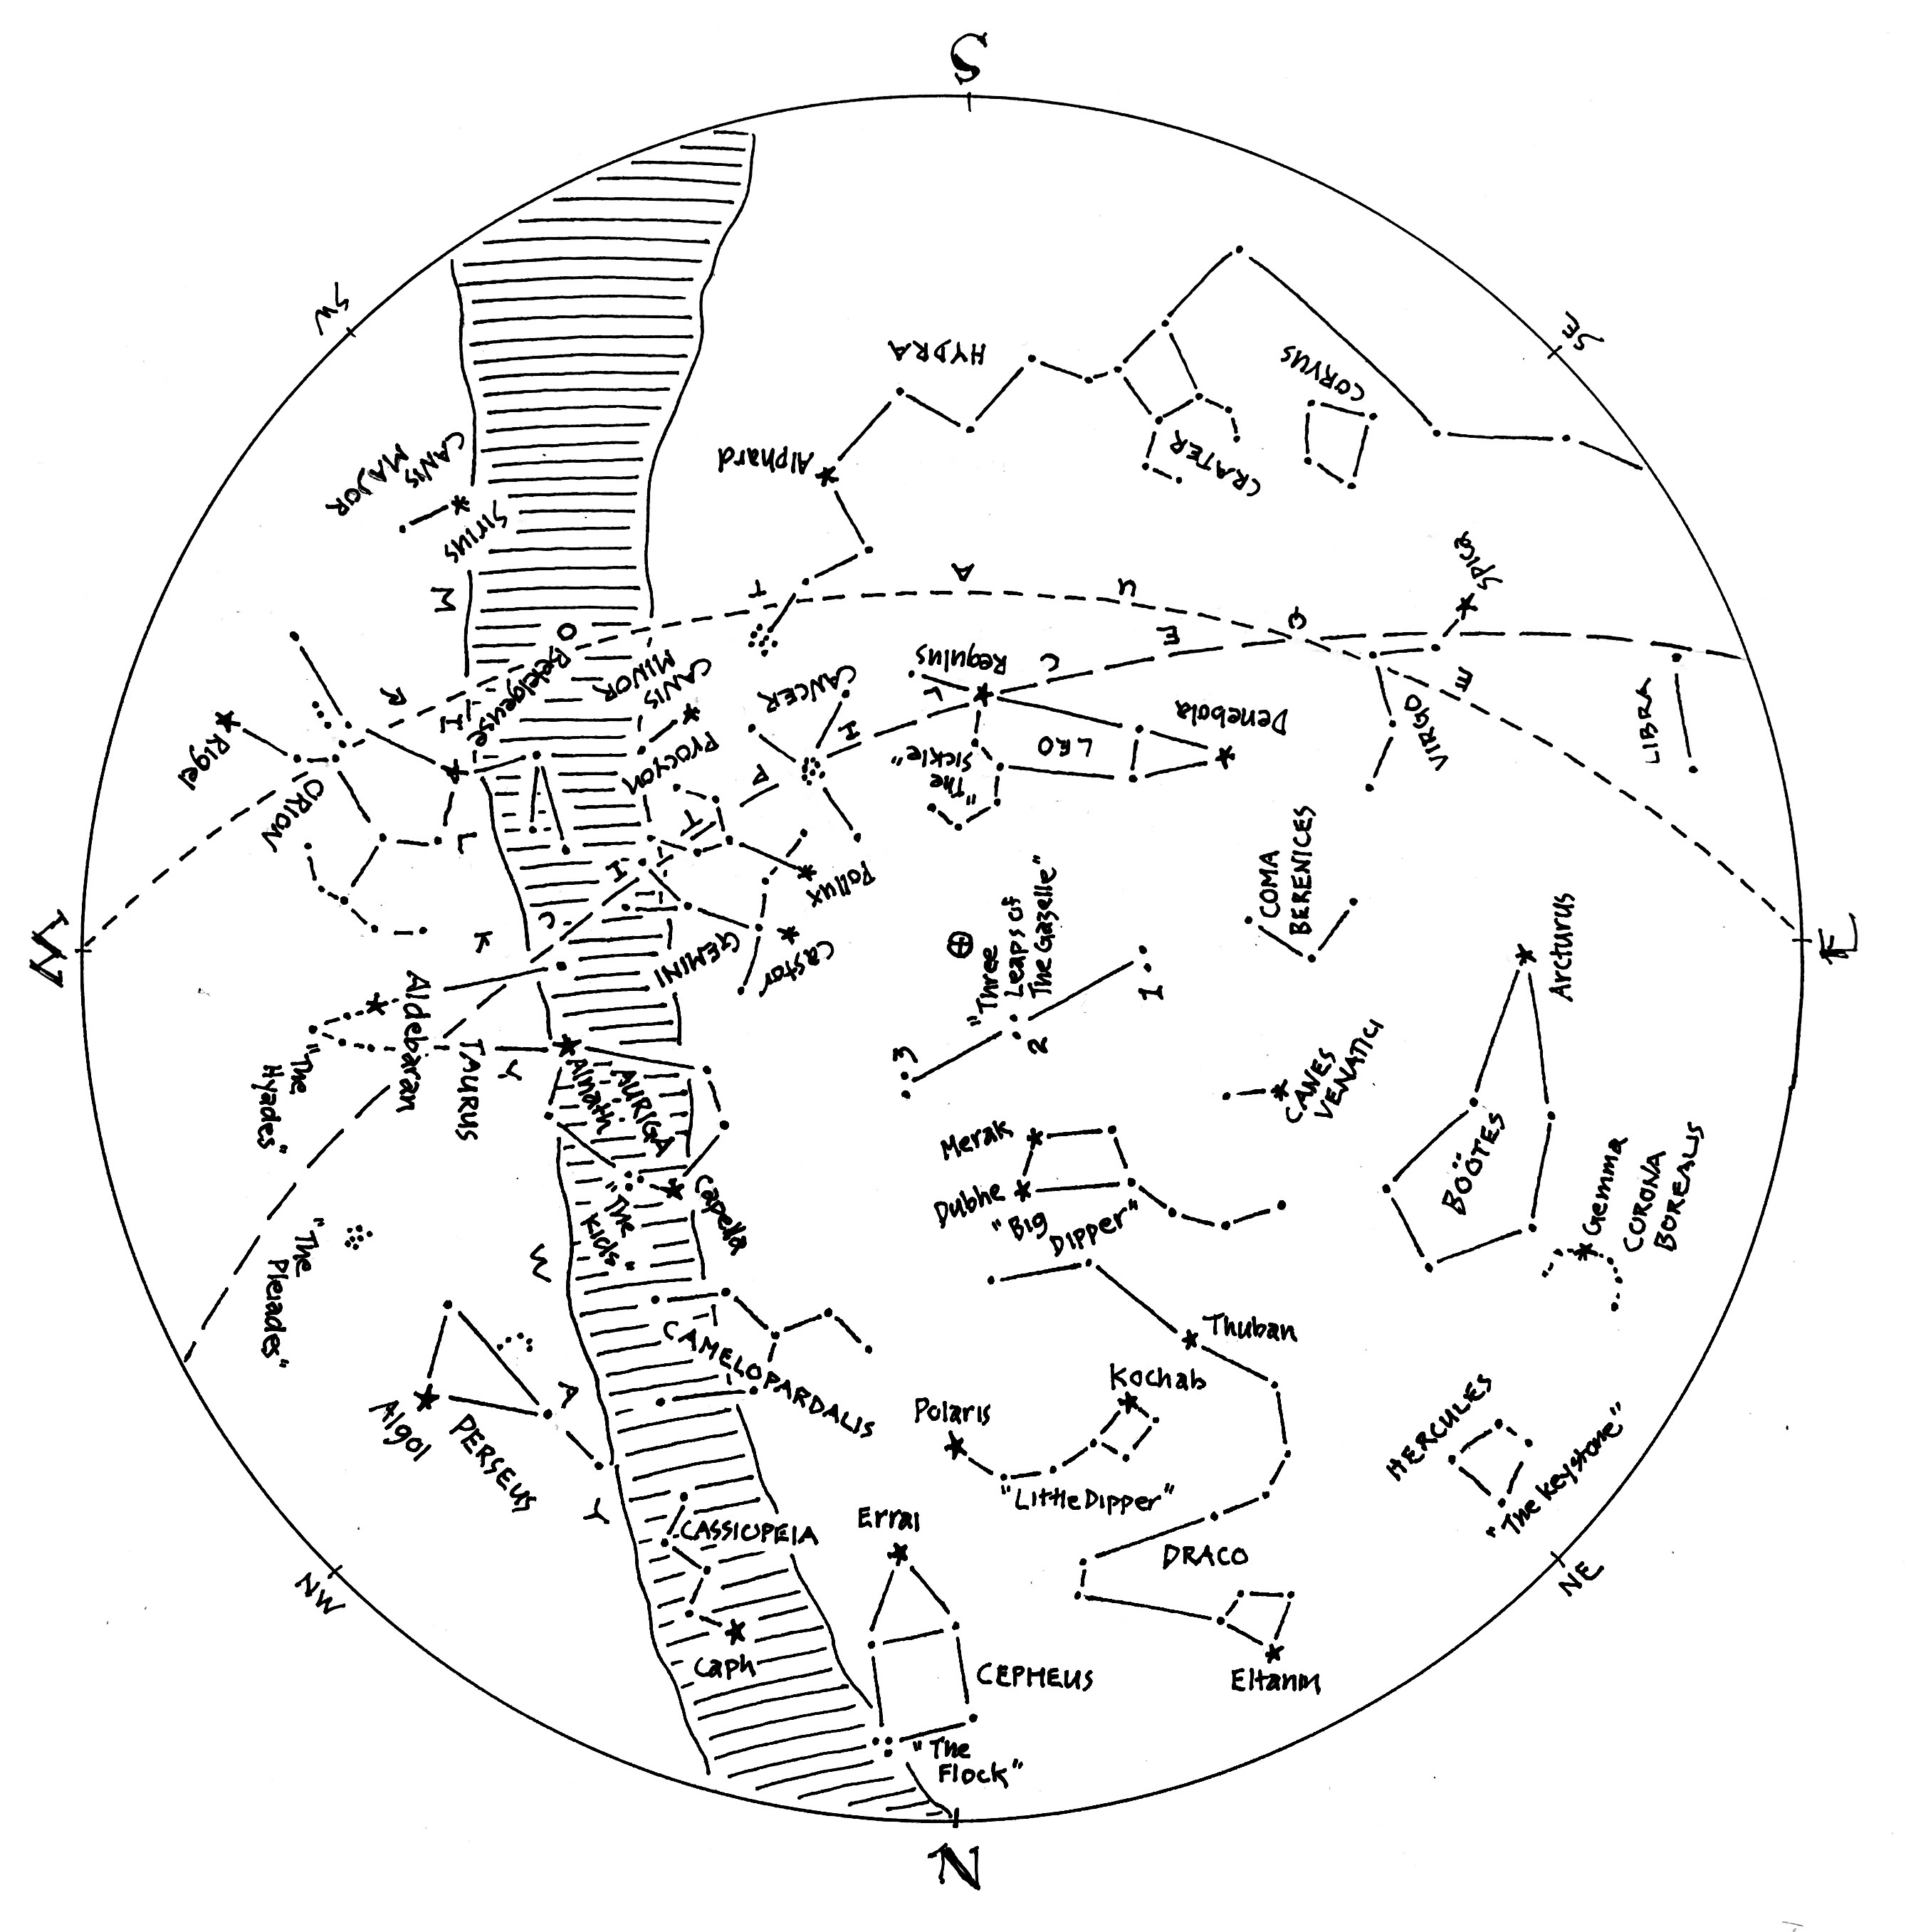 S
SW
SE
HYDRA
CORVUS
CRATER
Alphard
CANIS
MAJOR
Sirius
Spica
M I L K Y W A Y
E Q U A T O R
E C L I P T I C
Betelgeuse
CANIS
MINOR
Procyon
CANCER
Regulus
"The
Sickle"
LEO
Denebola
VIRGO
LIBRA
Rigel
ORION
Pollux
Castor
GEMINI
"Three
Leaps of
The Gazelle"
1
2
3
COMA
BERENICES
Arcturus
W
E
Aldebaran
"The
Hyades"
TAURUS
Alnath
AURIGA
"The
Kids"
Capella
CANES
VENATICI
Merak
Dubhe
"Big
DIPPER"
BOÖTES
Gemma
CORONA
BOREALIS
"The
Pleiades"
CAMELOPARDALIS
Thuban
Kochab
Polaris
"Little Dipper"
Algol
PERSEUS
HERCULES
"The Keystone"
CASSIOPEIA
Caph
Errai
DRACO
CEPHEUS
Eltanin
"The
Flock"
NW
NE
N